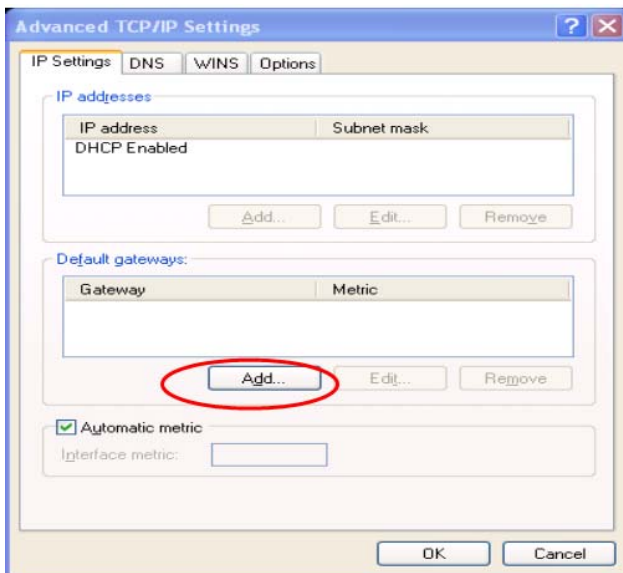 Advanced TCP/IP Settings
IP Settings DNS WINS Options
IP addresses
IP address Subnet mask
DHCP Enabled
Add... Edit... Remove
Default gateways:
Gateway Metric
Add... Edit... Remove
Automatic metric
Interface metric:
OK Cancel